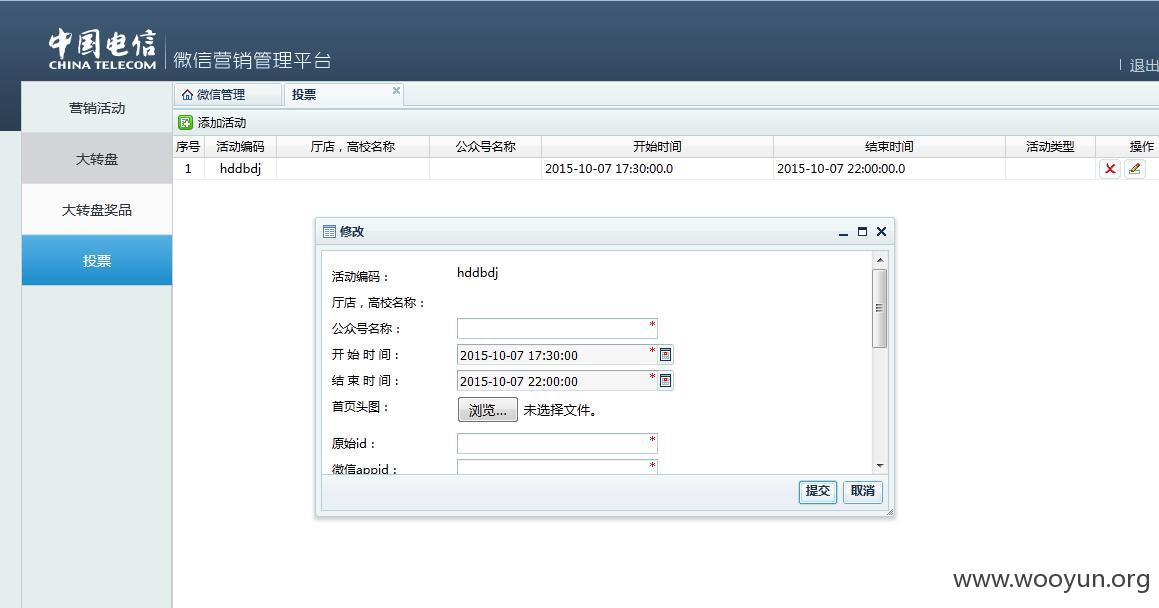 中国电信
CHINA TELECOM
微信营销管理平台
退出
营销活动
大转盘
大转盘奖品
投票
微信管理
投票
添加活动
序号 活动编码 厅店，高校名称 公众号名称 开始时间 结束时间 活动类型 操作
1 hddbdj 2015-10-07 17:30:00.0 2015-10-07 22:00:00.0
修改
活动编码： hddbdj
厅店，高校名称：
公众号名称： *
开 始 时 间： 2015-10-07 17:30:00 *
结 束 时 间： 2015-10-07 22:00:00 *
首页头图： 浏览... 未选择文件。
原始id： *
微信appid： *
提交 取消
www.wooyun.org